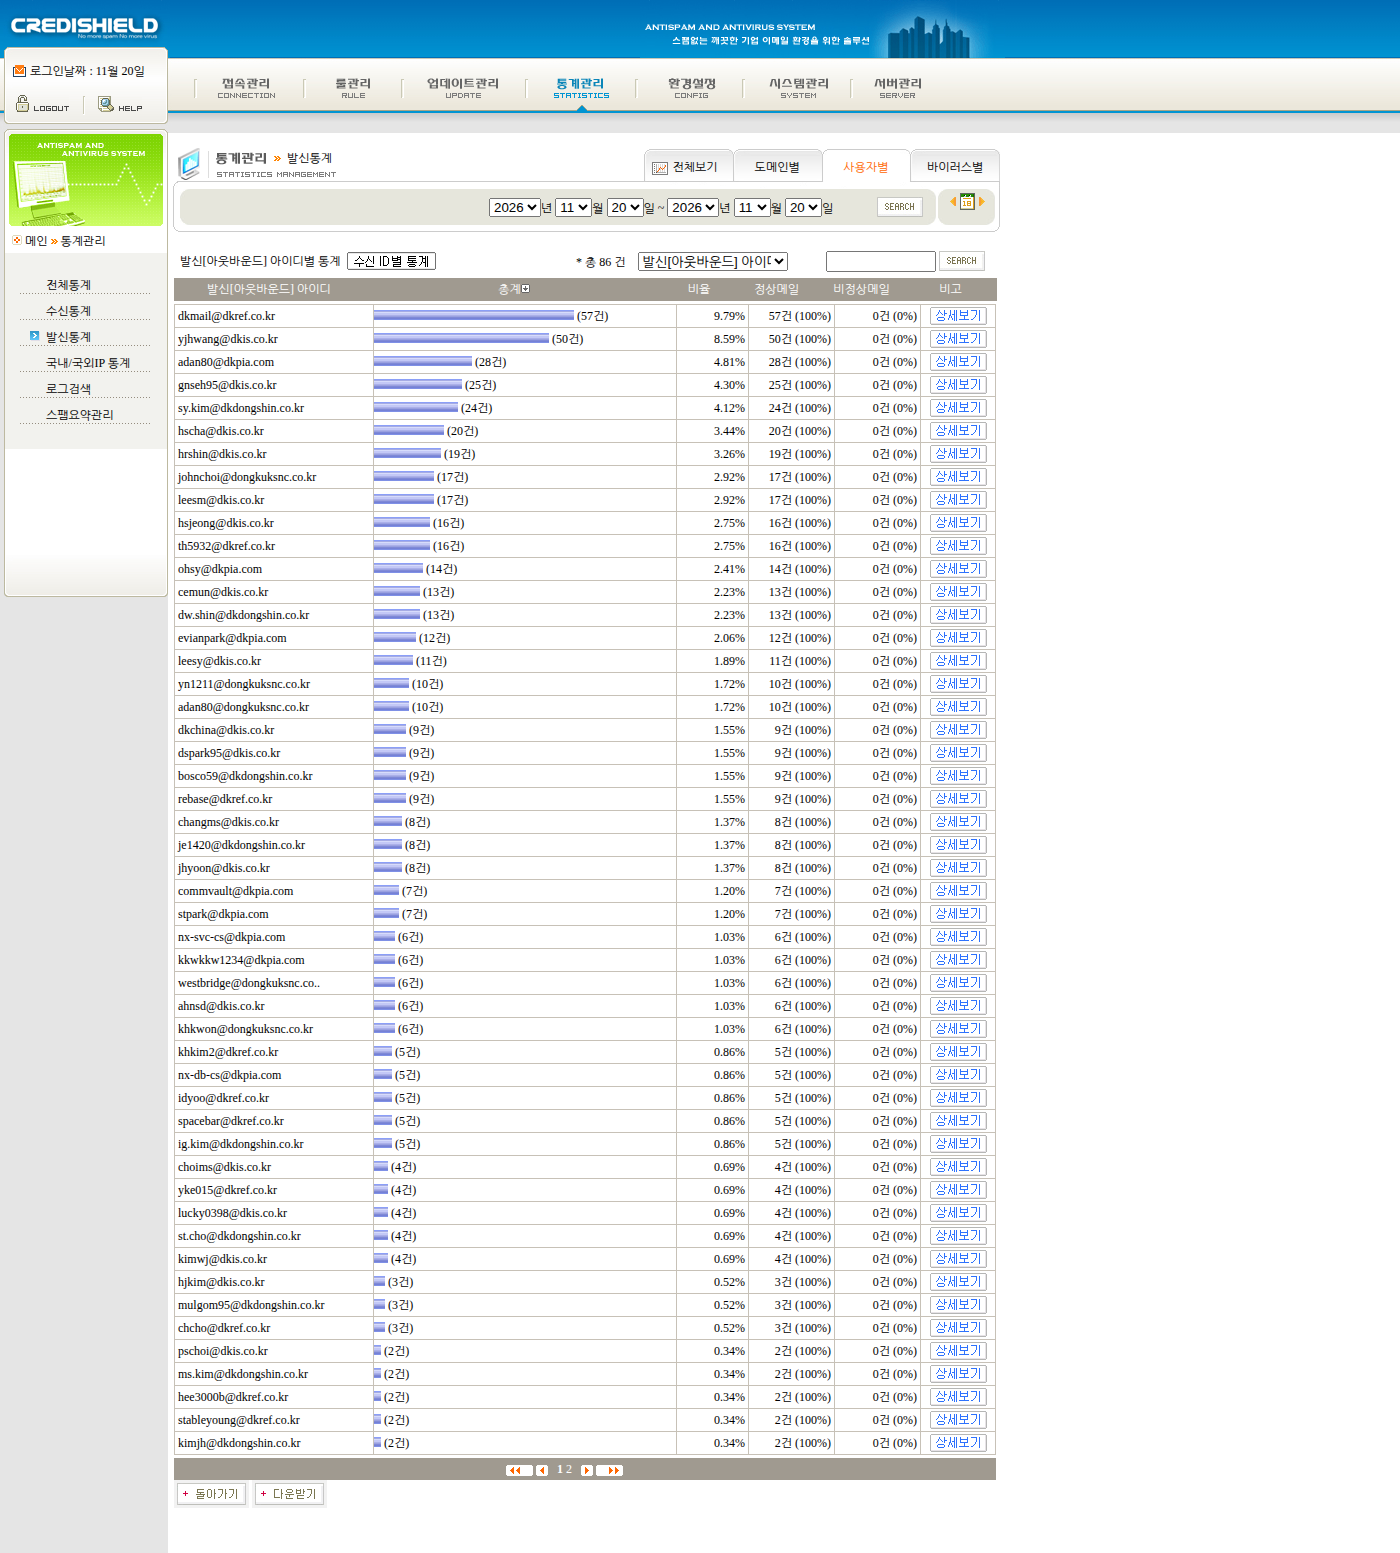 CREDISHIELD
No more spam No more virus
ANTISPAM AND ANTIVIRUS SYSTEM
스팸없는 깨끗한 기업 이메일 환경을 위한 솔루션
로그인날짜 : 11월 20일
LOGOUT HELP
접속관리 룰관리 업데이트관리 통계관리 환경설정 시스템관리 서버관리
CONNECTION RULE UPDATE STATISTICS CONFIG SYSTEM SERVER
ANTISPAM AND
ANTIVIRUS SYSTEM
메인 » 통계관리
전체통계
수신통계
발신통계
국내/국외IP 통계
로그검색
스팸요약관리
통계관리 » 발신통계
STATISTICS MANAGEMENT
전체보기 도메인별 사용자별 바이러스별
2026 년 11 월 20 일 ~ 2026 년 11 월 20 일 SEARCH 18
발신[아웃바운드] 아이디별 통계 수신 ID별 통계 * 총 86 건 발신[아웃바운드] 아이디 SEARCH
발신[아웃바운드] 아이디 총계 비율 정상메일 비정상메일 비고
dkmail@dkref.co.kr (57건) 9.79% 57건 (100%) 0건 (0%) 상세보기
yjhwang@dkis.co.kr (50건) 8.59% 50건 (100%) 0건 (0%) 상세보기
adan80@dkpia.com (28건) 4.81% 28건 (100%) 0건 (0%) 상세보기
gnseh95@dkis.co.kr (25건) 4.30% 25건 (100%) 0건 (0%) 상세보기
sy.kim@dkdongshin.co.kr (24건) 4.12% 24건 (100%) 0건 (0%) 상세보기
hscha@dkis.co.kr (20건) 3.44% 20건 (100%) 0건 (0%) 상세보기
hrshin@dkis.co.kr (19건) 3.26% 19건 (100%) 0건 (0%) 상세보기
johnchoi@dongkuksnc.co.kr (17건) 2.92% 17건 (100%) 0건 (0%) 상세보기
leesm@dkis.co.kr (17건) 2.92% 17건 (100%) 0건 (0%) 상세보기
hsjeong@dkis.co.kr (16건) 2.75% 16건 (100%) 0건 (0%) 상세보기
th5932@dkref.co.kr (16건) 2.75% 16건 (100%) 0건 (0%) 상세보기
ohsy@dkpia.com (14건) 2.41% 14건 (100%) 0건 (0%) 상세보기
cemun@dkis.co.kr (13건) 2.23% 13건 (100%) 0건 (0%) 상세보기
dw.shin@dkdongshin.co.kr (13건) 2.23% 13건 (100%) 0건 (0%) 상세보기
evianpark@dkpia.com (12건) 2.06% 12건 (100%) 0건 (0%) 상세보기
leesy@dkis.co.kr (11건) 1.89% 11건 (100%) 0건 (0%) 상세보기
yn1211@dongkuksnc.co.kr (10건) 1.72% 10건 (100%) 0건 (0%) 상세보기
adan80@dongkuksnc.co.kr (10건) 1.72% 10건 (100%) 0건 (0%) 상세보기
dkchina@dkis.co.kr (9건) 1.55% 9건 (100%) 0건 (0%) 상세보기
dspark95@dkis.co.kr (9건) 1.55% 9건 (100%) 0건 (0%) 상세보기
bosco59@dkdongshin.co.kr (9건) 1.55% 9건 (100%) 0건 (0%) 상세보기
rebase@dkref.co.kr (9건) 1.55% 9건 (100%) 0건 (0%) 상세보기
changms@dkis.co.kr (8건) 1.37% 8건 (100%) 0건 (0%) 상세보기
je1420@dkdongshin.co.kr (8건) 1.37% 8건 (100%) 0건 (0%) 상세보기
jhyoon@dkis.co.kr (8건) 1.37% 8건 (100%) 0건 (0%) 상세보기
commvault@dkpia.com (7건) 1.20% 7건 (100%) 0건 (0%) 상세보기
stpark@dkpia.com (7건) 1.20% 7건 (100%) 0건 (0%) 상세보기
nx-svc-cs@dkpia.com (6건) 1.03% 6건 (100%) 0건 (0%) 상세보기
kkwkkw1234@dkpia.com (6건) 1.03% 6건 (100%) 0건 (0%) 상세보기
westbridge@dongkuksnc.co.. (6건) 1.03% 6건 (100%) 0건 (0%) 상세보기
ahnsd@dkis.co.kr (6건) 1.03% 6건 (100%) 0건 (0%) 상세보기
khkwon@dongkuksnc.co.kr (6건) 1.03% 6건 (100%) 0건 (0%) 상세보기
khkim2@dkref.co.kr (5건) 0.86% 5건 (100%) 0건 (0%) 상세보기
nx-db-cs@dkpia.com (5건) 0.86% 5건 (100%) 0건 (0%) 상세보기
idyoo@dkref.co.kr (5건) 0.86% 5건 (100%) 0건 (0%) 상세보기
spacebar@dkref.co.kr (5건) 0.86% 5건 (100%) 0건 (0%) 상세보기
ig.kim@dkdongshin.co.kr (5건) 0.86% 5건 (100%) 0건 (0%) 상세보기
choims@dkis.co.kr (4건) 0.69% 4건 (100%) 0건 (0%) 상세보기
yke015@dkref.co.kr (4건) 0.69% 4건 (100%) 0건 (0%) 상세보기
lucky0398@dkis.co.kr (4건) 0.69% 4건 (100%) 0건 (0%) 상세보기
st.cho@dkdongshin.co.kr (4건) 0.69% 4건 (100%) 0건 (0%) 상세보기
kimwj@dkis.co.kr (4건) 0.69% 4건 (100%) 0건 (0%) 상세보기
hjkim@dkis.co.kr (3건) 0.52% 3건 (100%) 0건 (0%) 상세보기
mulgom95@dkdongshin.co.kr (3건) 0.52% 3건 (100%) 0건 (0%) 상세보기
chcho@dkref.co.kr (3건) 0.52% 3건 (100%) 0건 (0%) 상세보기
pschoi@dkis.co.kr (2건) 0.34% 2건 (100%) 0건 (0%) 상세보기
ms.kim@dkdongshin.co.kr (2건) 0.34% 2건 (100%) 0건 (0%) 상세보기
hee3000b@dkref.co.kr (2건) 0.34% 2건 (100%) 0건 (0%) 상세보기
stableyoung@dkref.co.kr (2건) 0.34% 2건 (100%) 0건 (0%) 상세보기
kimjh@dkdongshin.co.kr (2건) 0.34% 2건 (100%) 0건 (0%) 상세보기
1 2
+ 돌아가기 + 다운받기